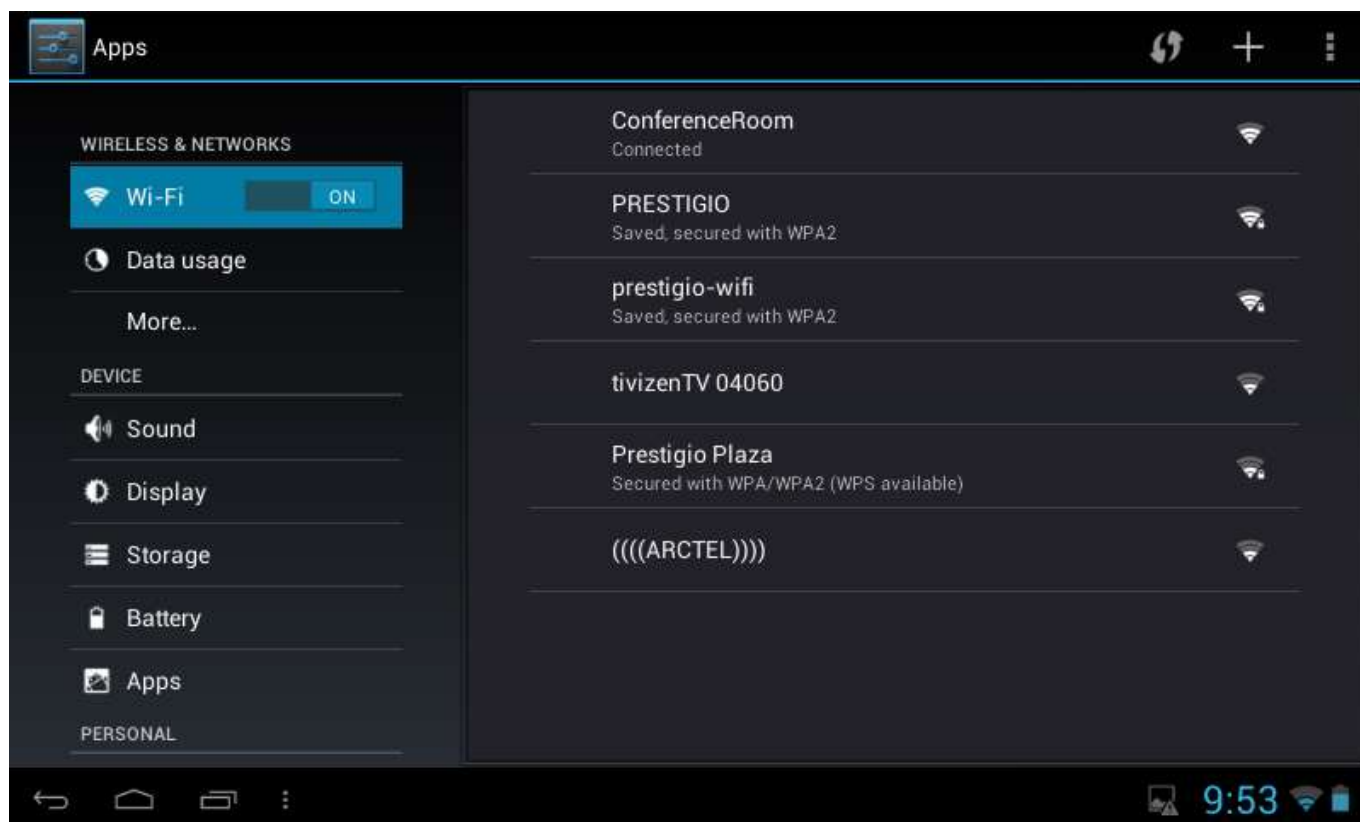 Apps
WIRELESS & NETWORKS
Wi-Fi ON
Data usage
More...
DEVICE
Sound
Display
Storage
Battery
Apps
PERSONAL
ConferenceRoom
Connected
PRESTIGIO
Saved, secured with WPA2
prestigio-wifi
Saved, secured with WPA2
tivizenTV 04060
Prestigio Plaza
Secured with WPA/WPA2 (WPS available)
((((ARCTEL))))
9:53